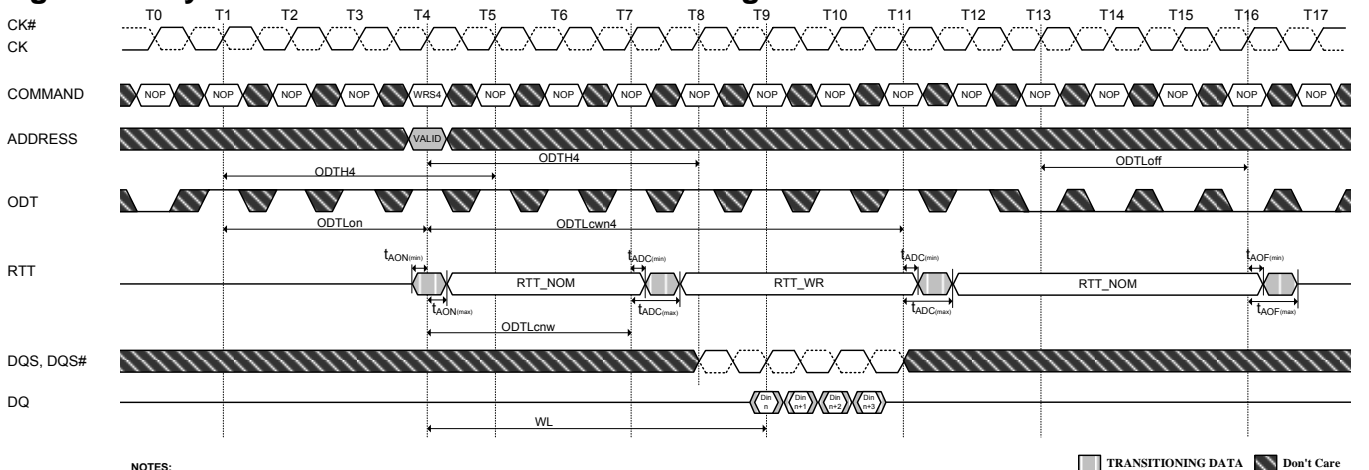 T0 T1 T2 T3 T4 T5 T6 T7 T8 T9 T10 T11 T12 T13 T14 T15 T16 T17
CK#
CK
COMMAND NOP NOP NOP NOP WRS4 NOP NOP NOP NOP NOP NOP NOP NOP NOP NOP NOP NOP NOP
ADDRESS VALID
ODTH4 ODTH4 ODTLoff
ODT
ODTLon ODTLcwn4
tAON(min) tADC(min) tADC(min) tAOF(min)
RTT RTT_NOM RTT_WR RTT_NOM
tAON(max) tADC(max) tADC(max) tAOF(max)
ODTLcnw
DQS, DQS#
DQ Din n Din n+1 Din n+2 Din n+3
WL
NOTES: TRANSITIONING DATA Don't Care